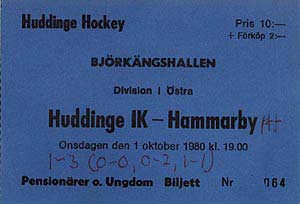 Huddinge Hockey
Pris 10:—
+ Förköp 2:—
BJÖRKÄNGSHALLEN
Division I Östra
Huddinge IK – Hammarby
Onsdagen den 1 oktober 1980 kl. 19.00
1-3 (0-0, 0-2, 1-1)
Pensionärer o. Ungdom Biljett Nr 064